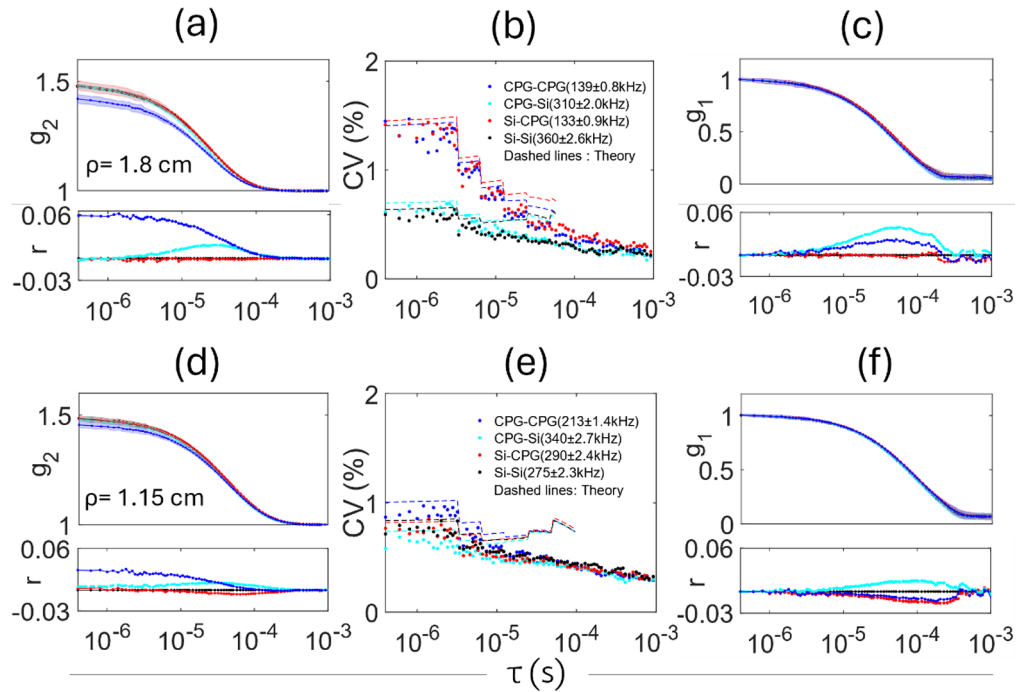 (a)
(b)
(c)
1.5
g2
1
ρ= 1.8 cm
0.06
r
-0.03
10⁻⁶ 10⁻⁵ 10⁻⁴ 10⁻³
2
CV (%)
1
0
CPG-CPG(139±0.8kHz)
CPG-Si(310±2.0kHz)
Si-CPG(133±0.9kHz)
Si-Si(360±2.6kHz)
Dashed lines : Theory
10⁻⁶ 10⁻⁵ 10⁻⁴ 10⁻³
1
g1
0.5
0
0.06
r
-0.03
10⁻⁶ 10⁻⁵ 10⁻⁴ 10⁻³
(d)
(e)
(f)
1.5
g2
1
ρ= 1.15 cm
0.06
r
-0.03
10⁻⁶ 10⁻⁵ 10⁻⁴ 10⁻³
2
CV (%)
1
0
CPG-CPG(213±1.4kHz)
CPG-Si(340±2.7kHz)
Si-CPG(290±2.4kHz)
Si-Si(275±2.3kHz)
Dashed lines: Theory
10⁻⁶ 10⁻⁵ 10⁻⁴ 10⁻³
1
g1
0.5
0
0.06
r
-0.03
10⁻⁶ 10⁻⁵ 10⁻⁴ 10⁻³
τ (s)